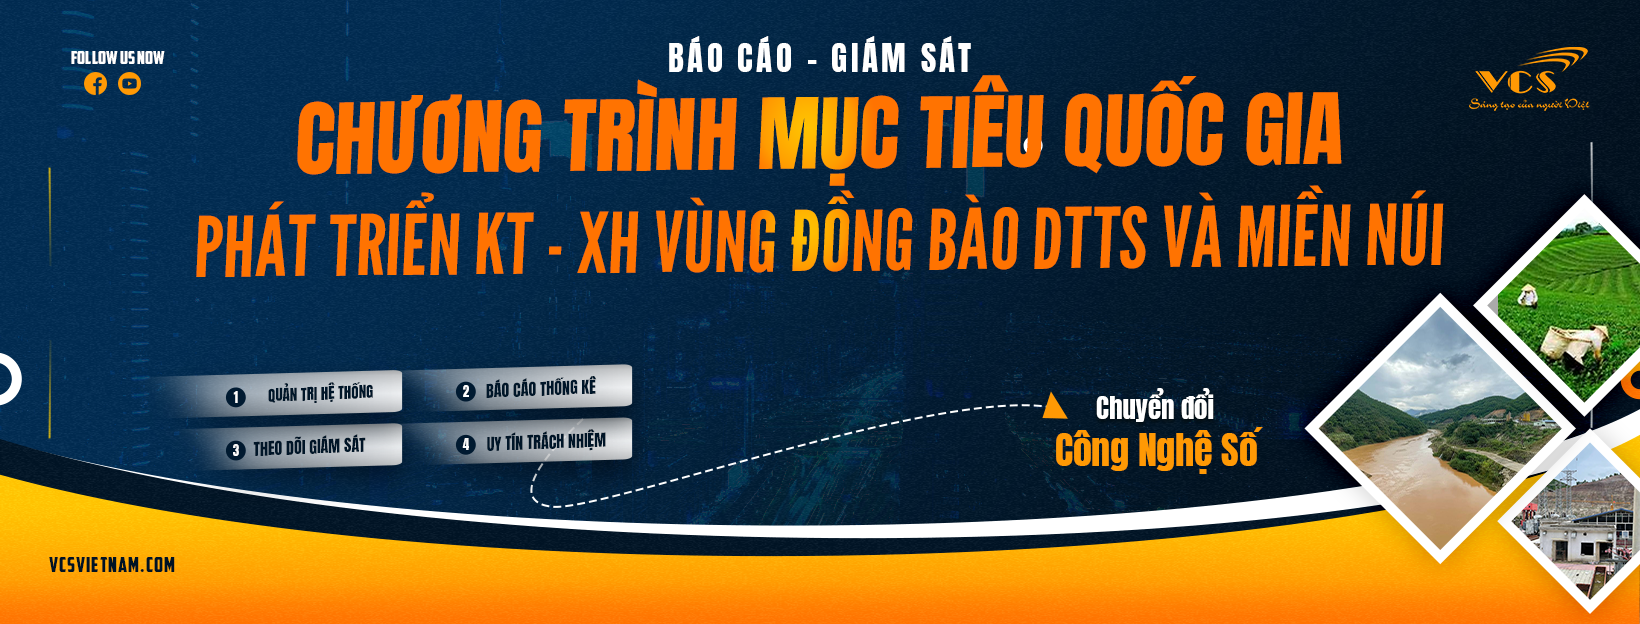 FOLLOW US NOW
BÁO CÁO - GIÁM SÁT
VCS
Sáng tạo của người Việt
CHƯƠNG TRÌNH MỤC TIÊU QUỐC GIA
PHÁT TRIỂN KT - XH VÙNG ĐỒNG BÀO DTTS VÀ MIỀN NÚI
1 QUẢN TRỊ HỆ THỐNG
2 BÁO CÁO THỐNG KÊ
3 THEO DÕI GIÁM SÁT
4 UY TÍN TRÁCH NHIỆM
Chuyển đổi
Công Nghệ Số
VCSVIETNAM.COM